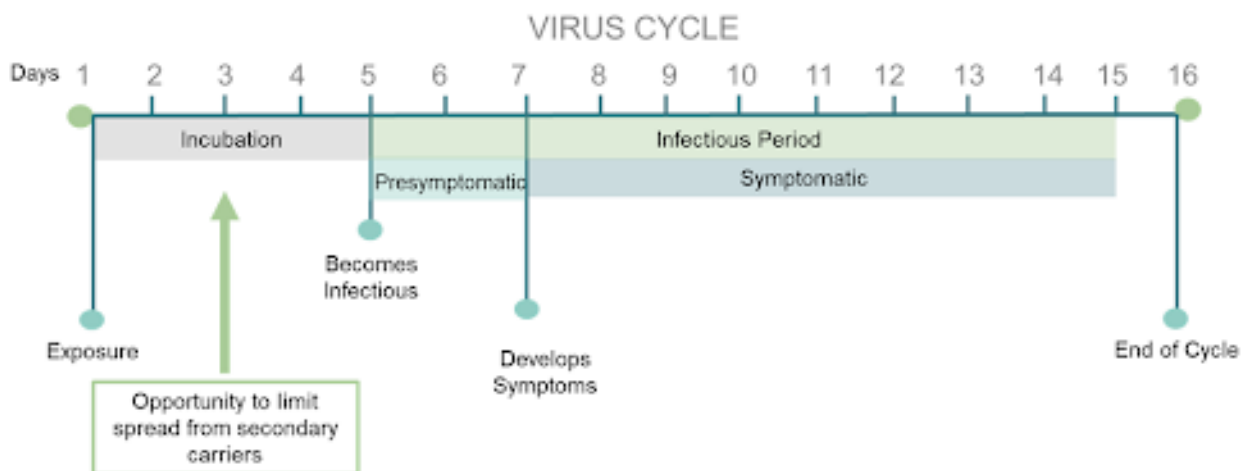 VIRUS CYCLE
Days 1 2 3 4 5 6 7 8 9 10 11 12 13 14 15 16
Incubation
Infectious Period
Presymptomatic
Symptomatic
Becomes
Infectious
Exposure
Develops
Symptoms
End of Cycle
Opportunity to limit
spread from secondary
carriers